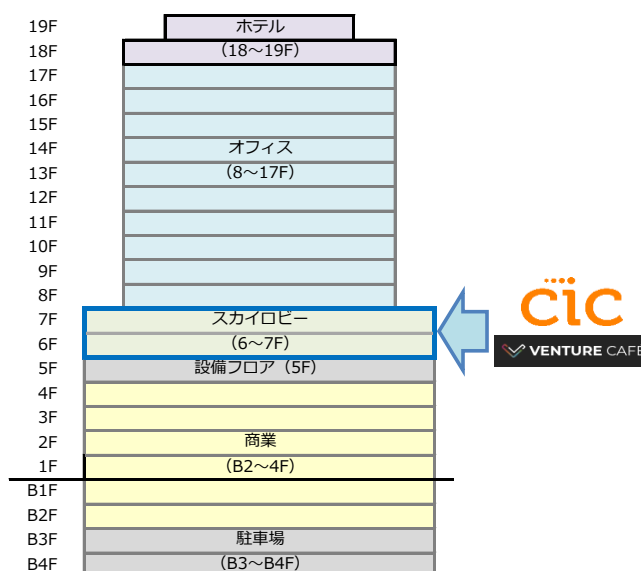 19F ホテル
18F (18～19F)
17F
16F
15F
14F オフィス
13F (8～17F)
12F
11F
10F
9F
8F
7F スカイロビー
6F (6～7F)
5F 設備フロア（5F）
4F
3F
2F 商業
1F (B2～4F)
B1F
B2F
B3F 駐車場
B4F (B3～B4F)
cic
VENTURE CAFE